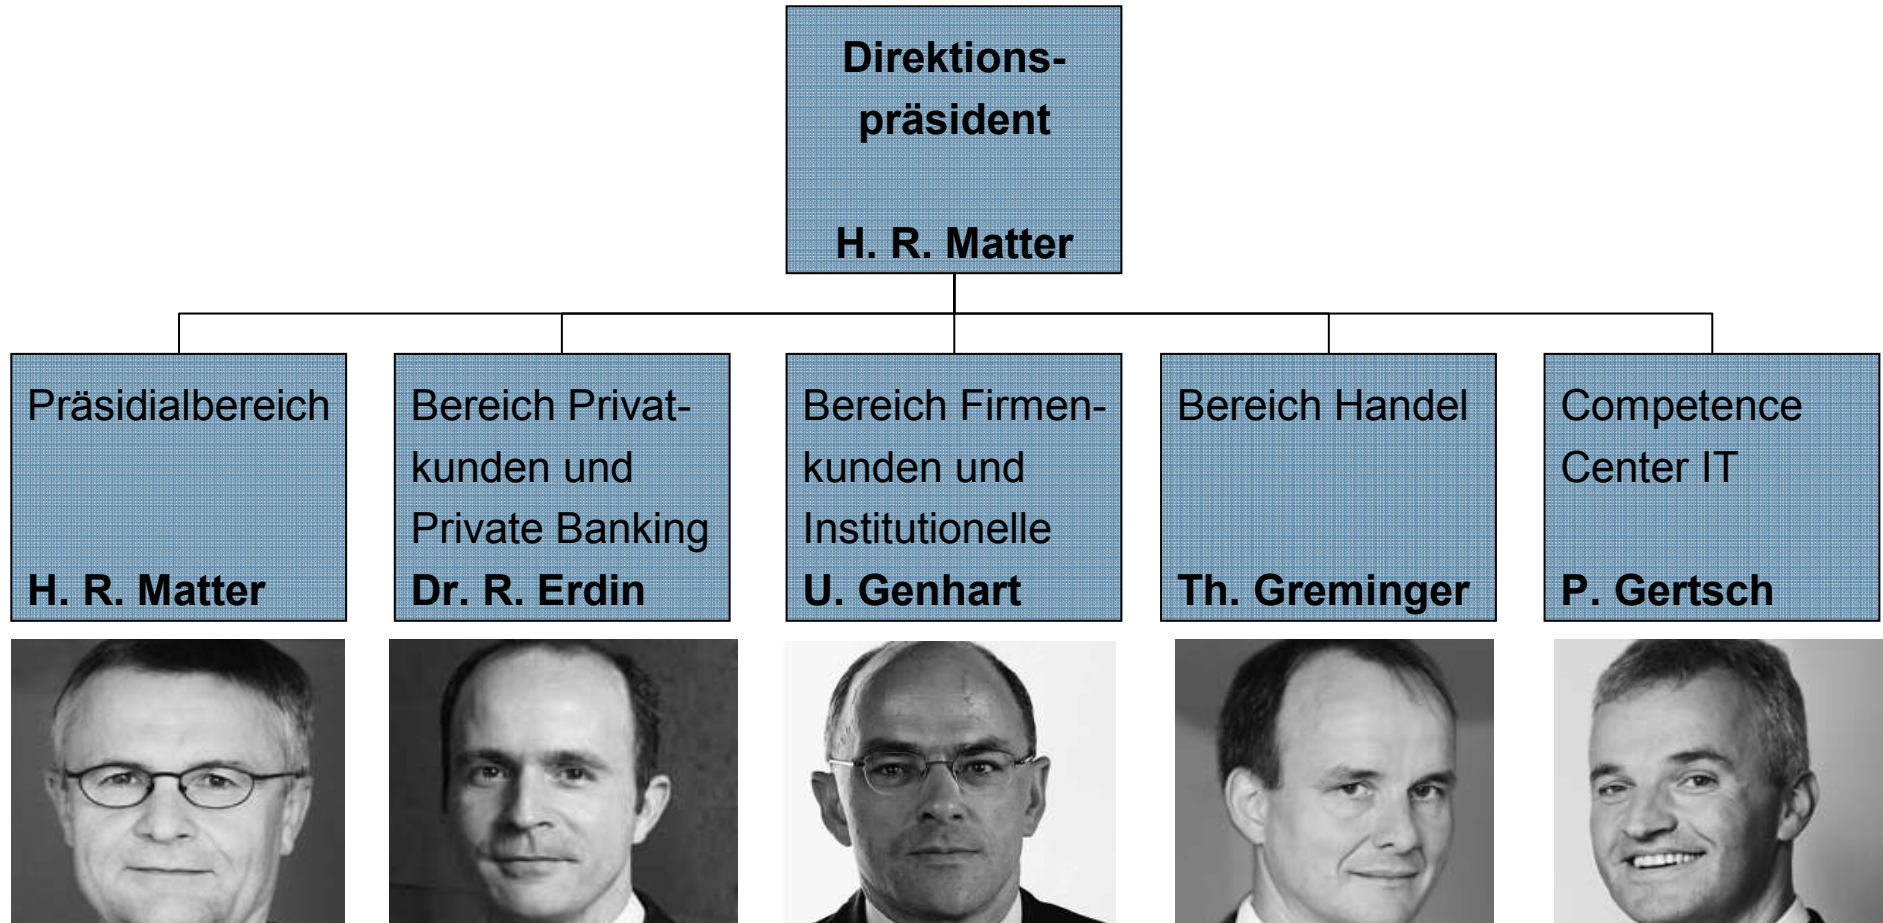 Direktions-
präsident
H. R. Matter
Präsidialbereich
H. R. Matter
Bereich Privat-
kunden und
Private Banking
Dr. R. Erdin
Bereich Firmen-
kunden und
Institutionelle
U. Genhart
Bereich Handel
Th. Greminger
Competence
Center IT
P. Gertsch